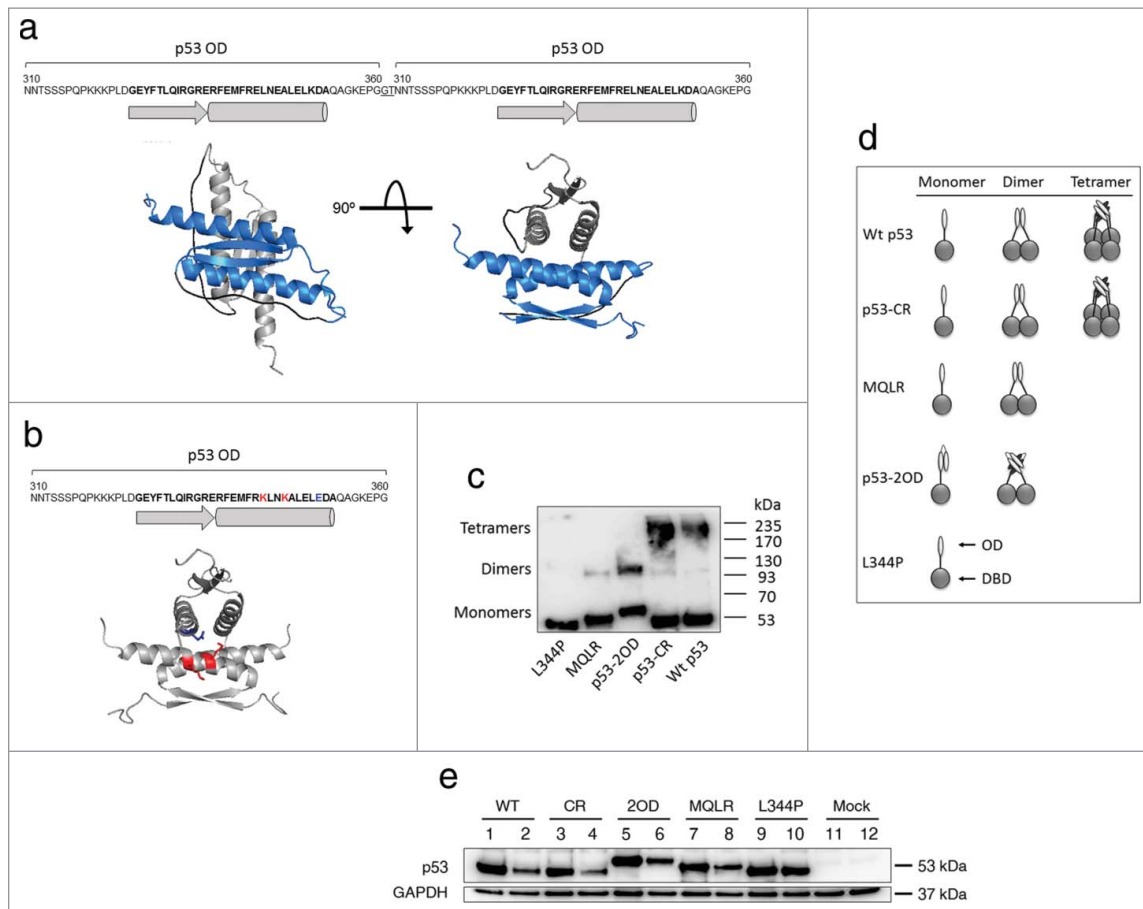 a
p53 OD
p53 OD
310
360
310
360
NNTSSSPQPKKKPLDGEYFTLQIRGRERFEMFRELNEALELKDAQAGKEPGGTNNTSSSPQPKKKPLDGEYFTLQIRGRERFEMFRELNEALELKDAQAGKEPG
90º
b
p53 OD
310
360
NNTSSSPQPKKKPLDGEYFTLQIRGRERFEMFRKLNKALELEDAQAGKEPG
c
kDa
Tetramers
235
170
130
Dimers
93
70
Monomers
53
L344P
MQLR
p53-2OD
p53-CR
Wt p53
d
Monomer Dimer Tetramer
Wt p53
p53-CR
MQLR
p53-2OD
L344P
OD
DBD
e
WT CR 2OD MQLR L344P Mock
1 2 3 4 5 6 7 8 9 10 11 12
p53
53 kDa
GAPDH
37 kDa